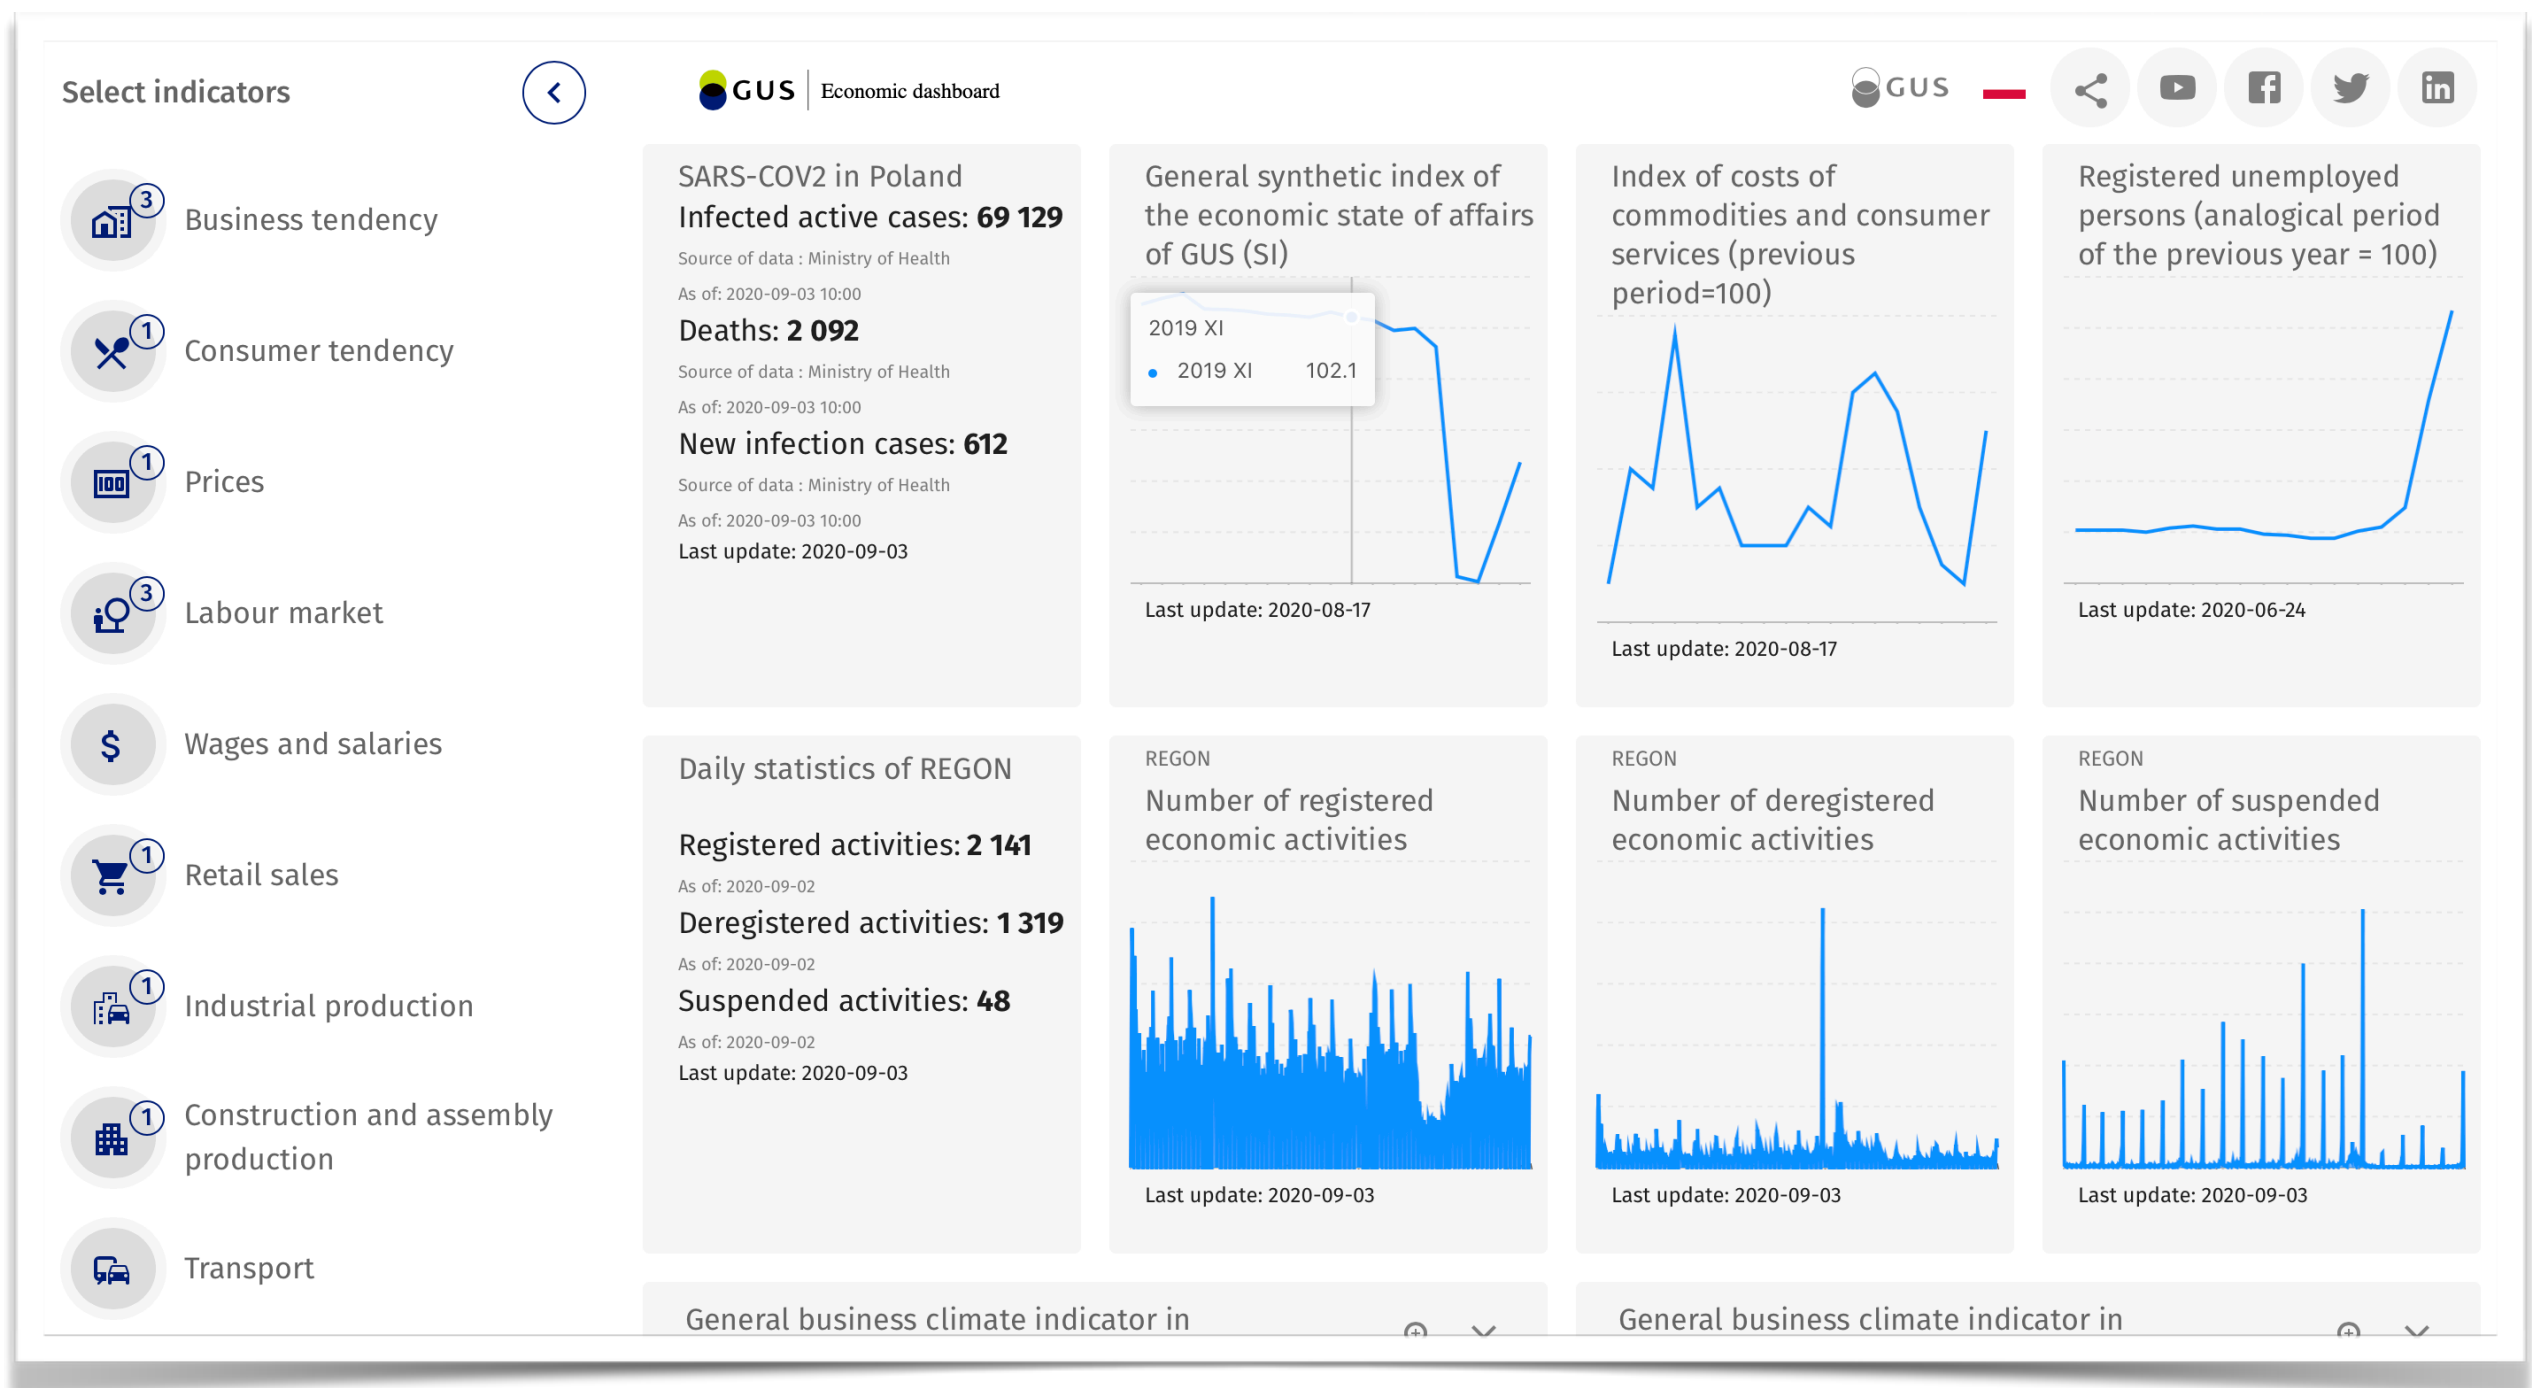 Select indicators
GUS
Economic dashboard
GUS
3
Business tendency
1
Consumer tendency
1
100
Prices
3
Labour market
$
Wages and salaries
1
Retail sales
1
Industrial production
1
Construction and assembly
production
Transport
SARS-COV2 in Poland
Infected active cases: 69 129
Source of data : Ministry of Health
As of: 2020-09-03 10:00
Deaths: 2 092
Source of data : Ministry of Health
As of: 2020-09-03 10:00
New infection cases: 612
Source of data : Ministry of Health
As of: 2020-09-03 10:00
Last update: 2020-09-03
General synthetic index of
the economic state of affairs
of GUS (SI)
2019 XI
2019 XI 102.1
Last update: 2020-08-17
Index of costs of
commodities and consumer
services (previous
period=100)
Last update: 2020-08-17
Registered unemployed
persons (analogical period
of the previous year = 100)
Last update: 2020-06-24
Daily statistics of REGON
Registered activities: 2 141
As of: 2020-09-02
Deregistered activities: 1 319
As of: 2020-09-02
Suspended activities: 48
As of: 2020-09-02
Last update: 2020-09-03
REGON
Number of registered
economic activities
Last update: 2020-09-03
REGON
Number of deregistered
economic activities
Last update: 2020-09-03
REGON
Number of suspended
economic activities
Last update: 2020-09-03
General business climate indicator in
General business climate indicator in